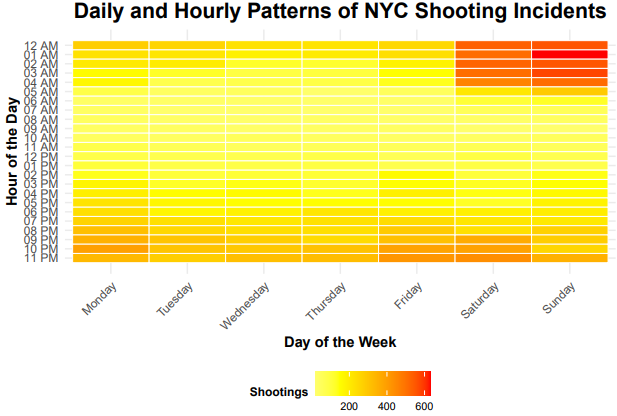 Daily and Hourly Patterns of NYC Shooting Incidents
Hour of the Day
12 AM
01 AM
02 AM
03 AM
04 AM
05 AM
06 AM
07 AM
08 AM
09 AM
10 AM
11 AM
12 PM
01 PM
02 PM
03 PM
04 PM
05 PM
06 PM
07 PM
08 PM
09 PM
10 PM
11 PM
Monday
Tuesday
Wednesday
Thursday
Friday
Saturday
Sunday
Day of the Week
Shootings
200 400 600